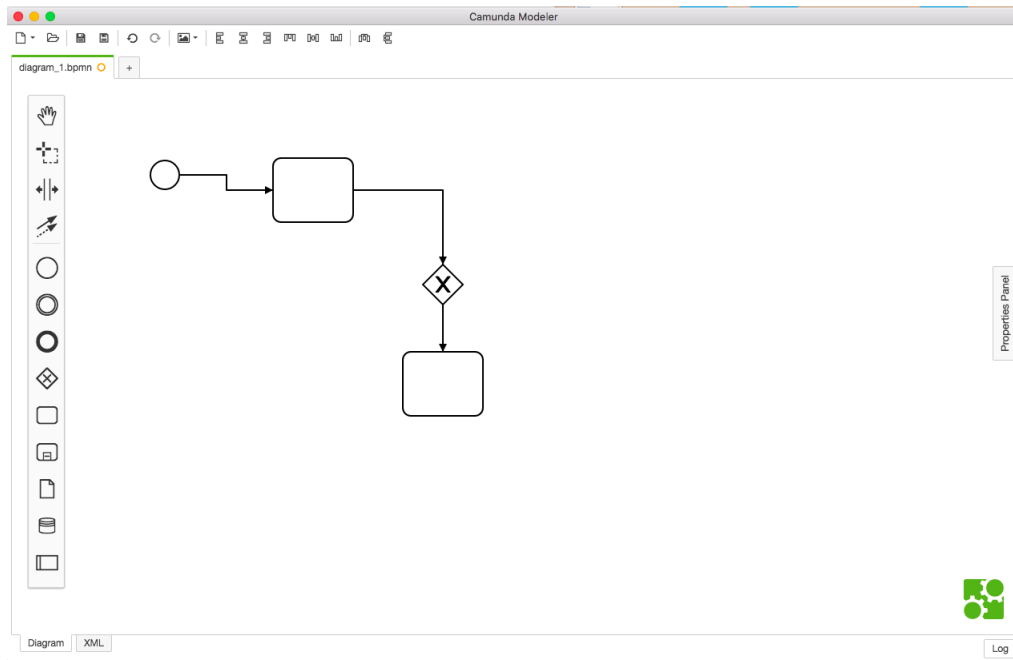 Camunda Modeler
diagram_1.bpmn
+
Properties Panel
Diagram
XML
Log